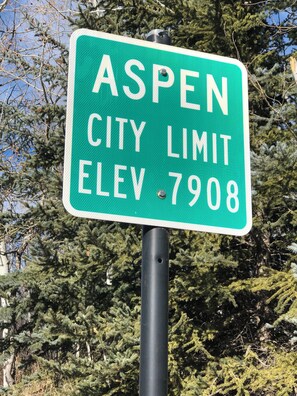 ASPEN
CITY LIMIT
ELEV 7908